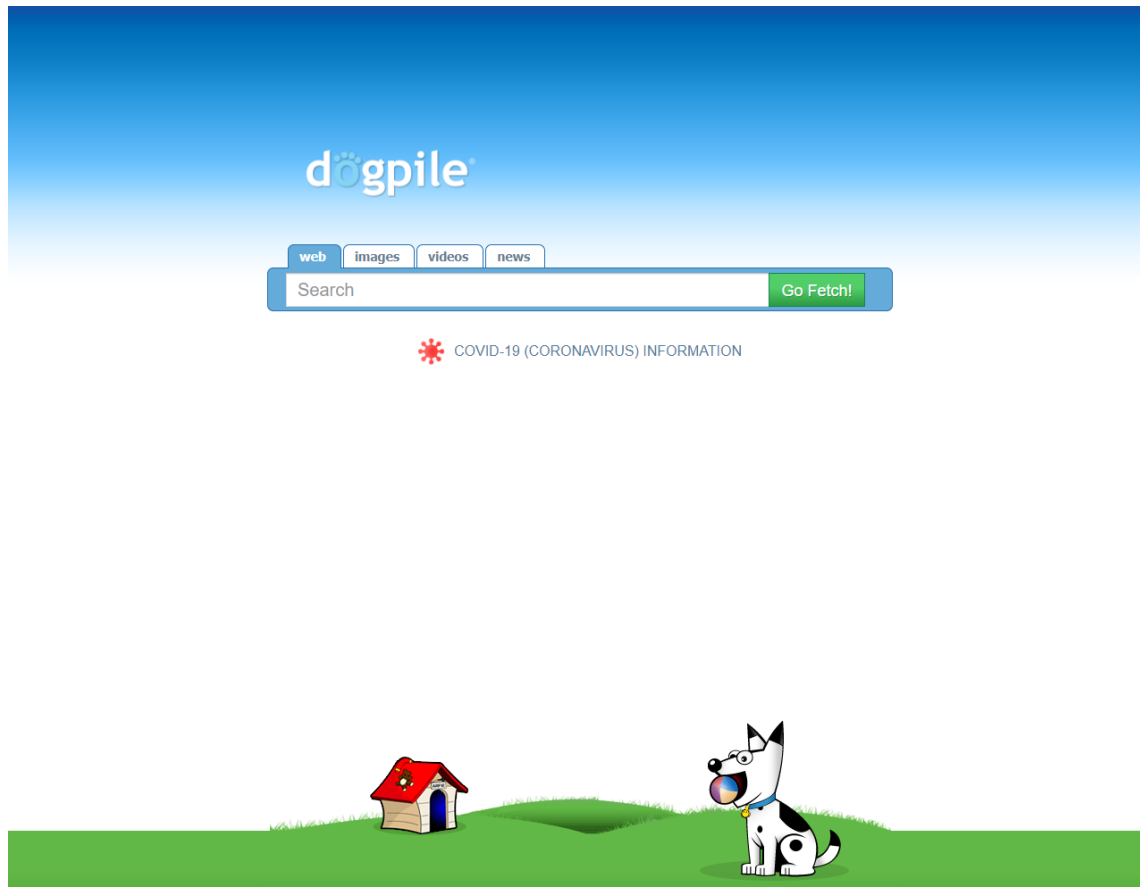 dogpile®
web images videos news
Search Go Fetch!
COVID-19 (CORONAVIRUS) INFORMATION